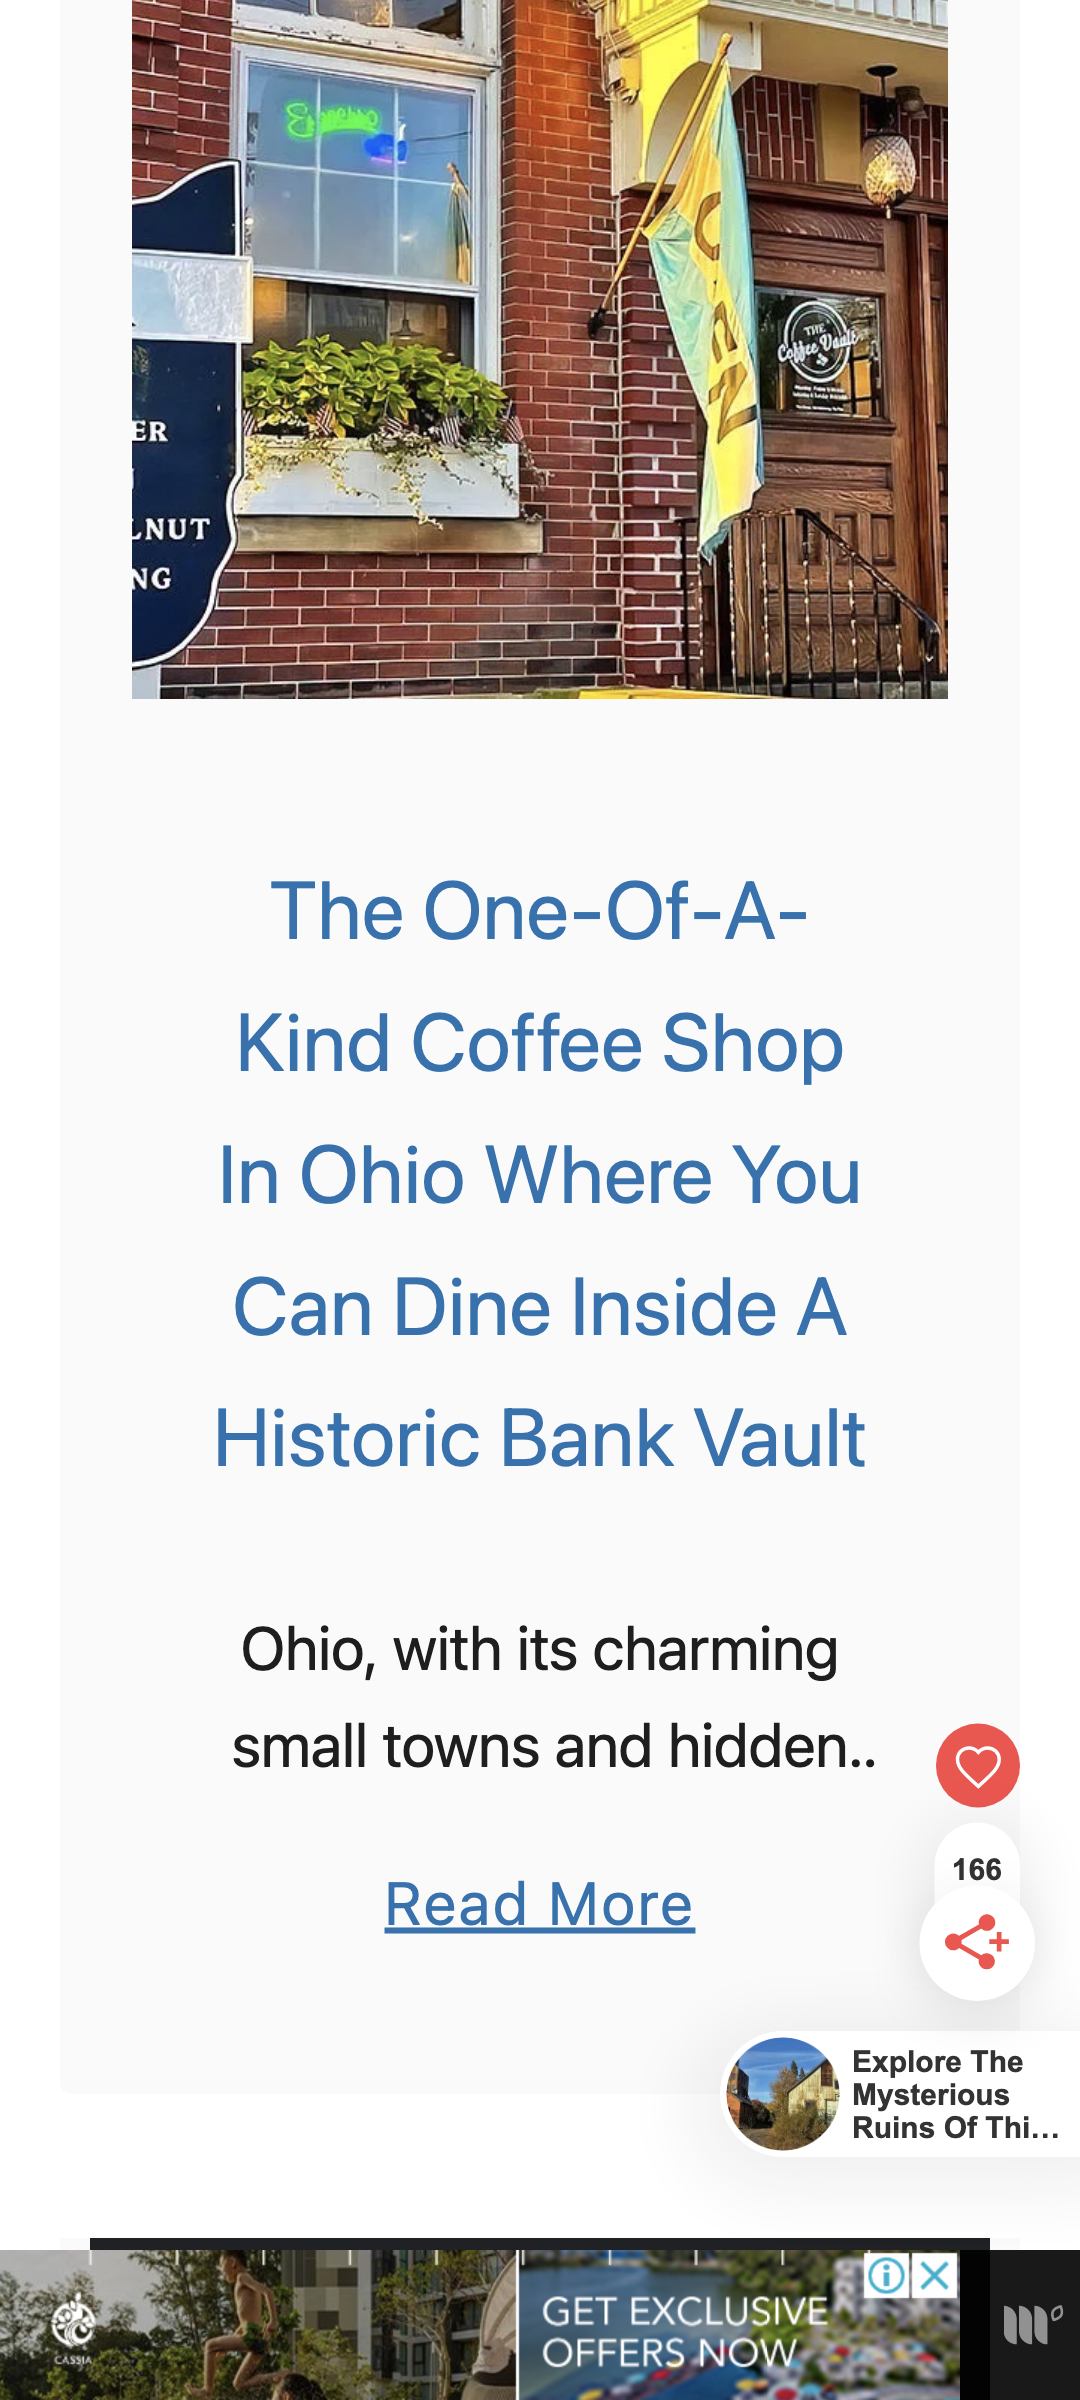 ER
LNUT
NG
OPEN
THE
Coffee Vault
The One-Of-A-
Kind Coffee Shop
In Ohio Where You
Can Dine Inside A
Historic Bank Vault
Ohio, with its charming
small towns and hidden..
Read More
166
Explore The
Mysterious
Ruins Of Thi...
CASSIA
GET EXCLUSIVE
OFFERS NOW